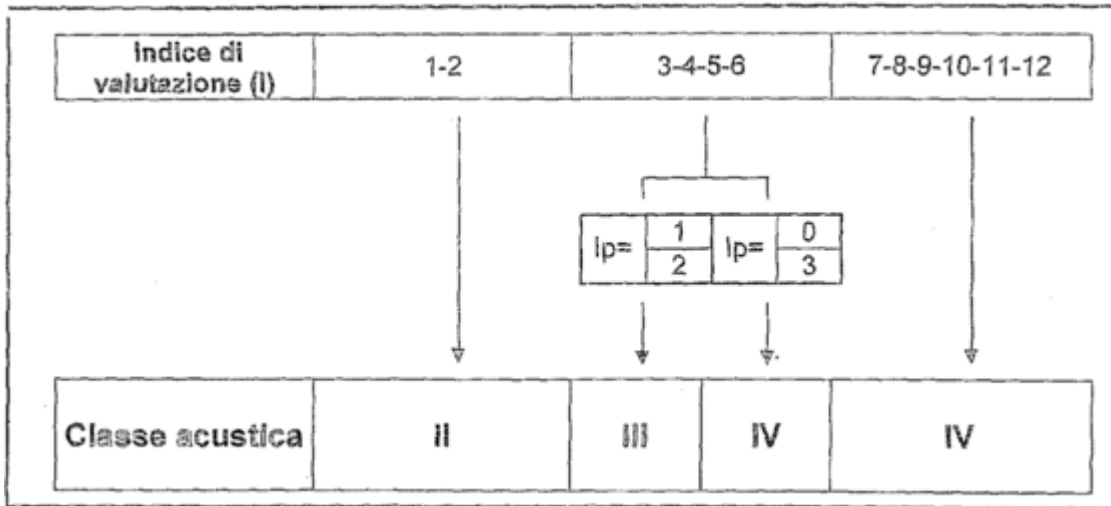 Indice di
valutazione (I)
1-2
3-4-5-6
7-8-9-10-11-12
Ip=
1
2
Ip=
0
3
Classe acustica
II
III
IV
IV